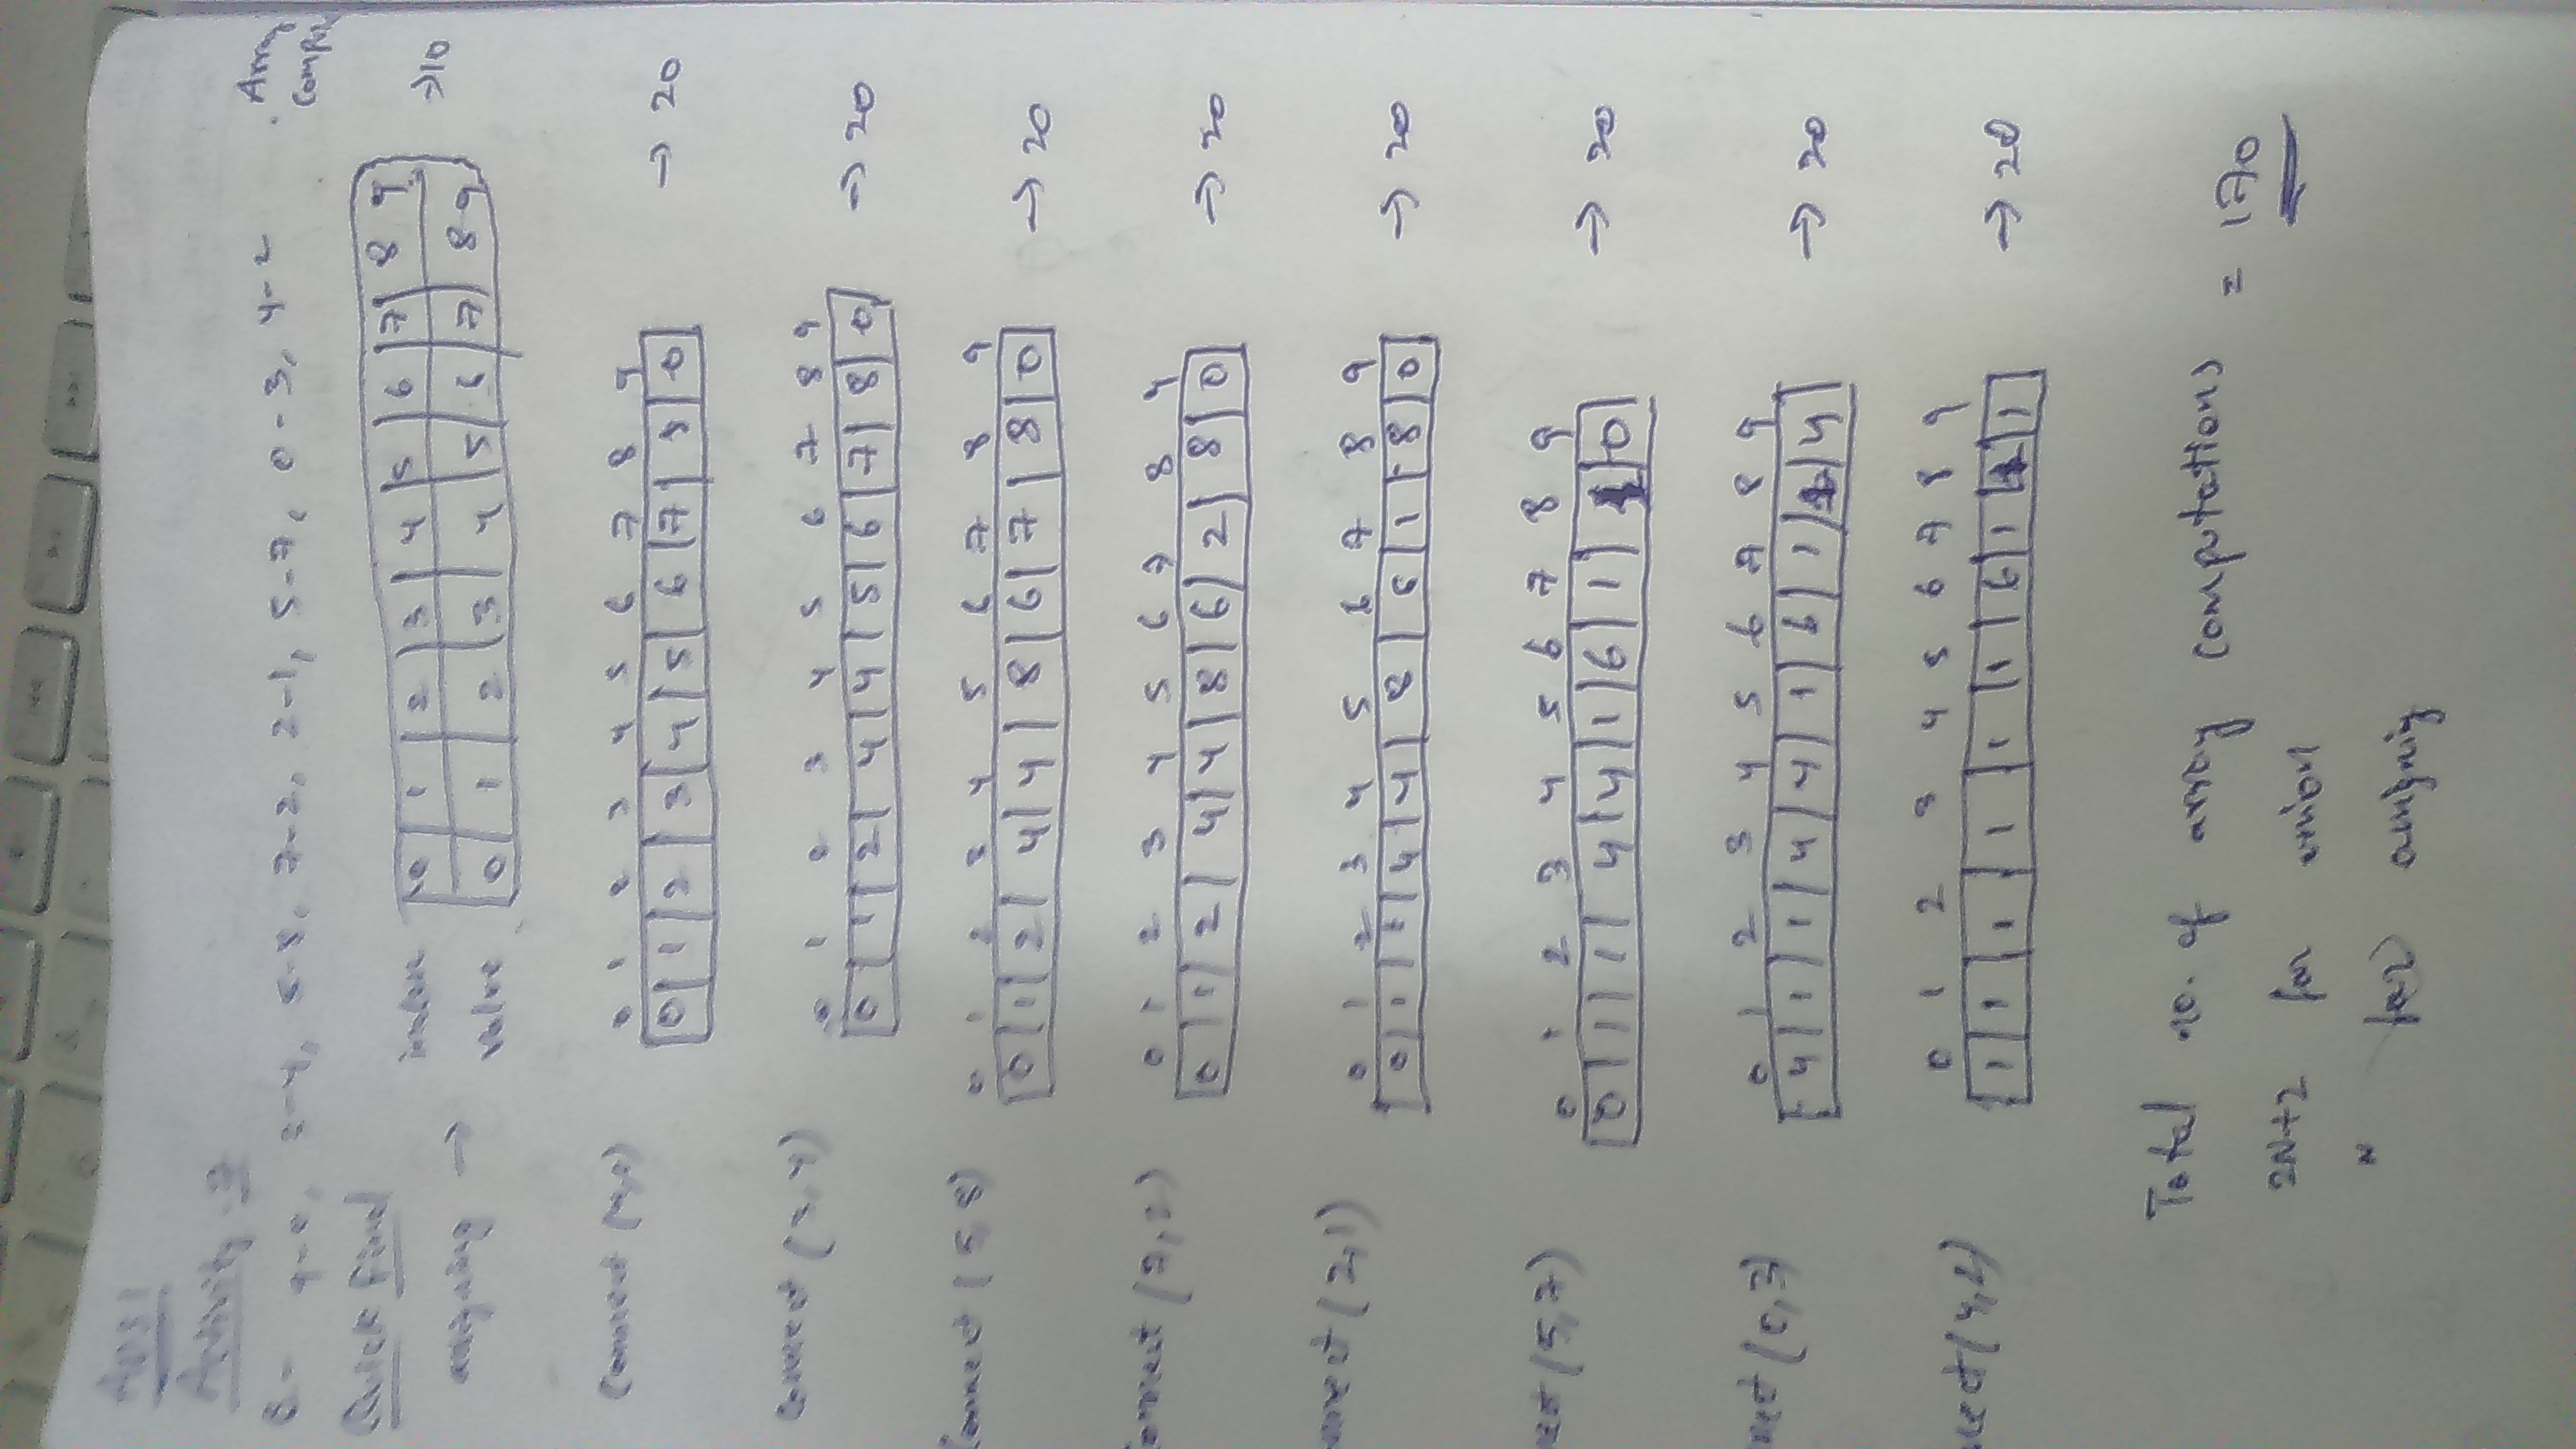 ADS1
Activity-7
Q- 9-0, 3-4, 5-8, 7-2, 2-1, 5-7, 0-3, 4-2
Array
Quick Find
index 0 1 2 3 4 5 6 7 8 9
assigning → →10
value 0 1 2 3 4 5 6 7 8 9
Connect (9,0) 0 1 2 3 4 5 6 7 8 9
0 1 2 3 4 5 6 7 8 0 → 20
Connect (3,4) 0 1 2 3 4 5 6 7 8 9
0 1 2 4 4 5 6 7 8 0 → 20
Connect (5,8) 0 1 2 3 4 5 6 7 8 9
0 1 2 4 4 8 6 7 8 0 → 20
onnect (7,2) 0 1 2 3 4 5 6 7 8 9
0 1 2 4 4 8 6 2 8 0 → 20
nnect (2,1) 0 1 2 3 4 5 6 7 8 9
0 1 1 4 4 8 6 1 8 0 → 20
nect (5,7) 0 1 2 3 4 5 6 7 8 9
0 1 1 4 4 1 6 1 1 0 → 20
nect (0,3) 0 1 2 3 4 5 6 7 8 9
4 1 1 4 4 1 6 1 1 4 → 20
nect (4,2) 0 1 2 3 4 5 6 7 8 9
1 1 1 1 1 1 6 1 1 1 → 20
Total no. of array computations = 170
2N+2 for union
N for assignig